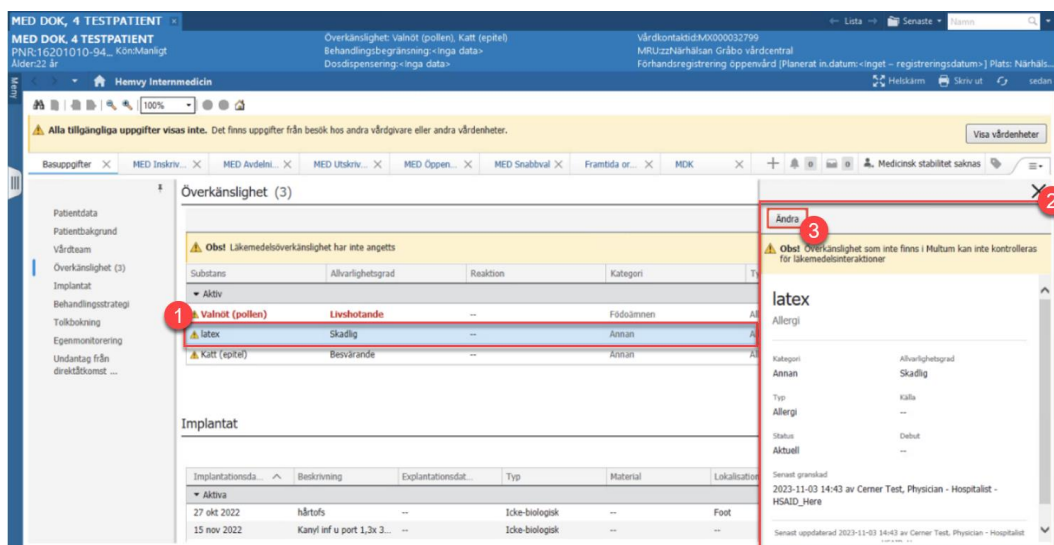 MED DOK, 4 TESTPATIENT
Lista
Senaste
Namn
MED DOK, 4 TESTPATIENT
PNR:16201010-94... Kön:Manligt
Ålder:22 år
Överkänslighet: Valnöt (pollen), Katt (epitel)
Behandlingsbegränsning:<Inga data>
Dosdispensering:<Inga data>
Vårdkontaktid:MX000032799
MRU:zzNärhälsan Gråbo vårdcentral
Förhandsregistrering öppenvård [Planerat in.datum:<Inget – registreringsdatum>] Plats: Närhäls...
Meny
Hemvy Internmedicin
Helskärm
Skriv ut
sedan
100%
Alla tillgängliga uppgifter visas inte. Det finns uppgifter från besök hos andra vårdgivare eller andra vårdenheter.
Visa vårdenheter
Basuppgifter
MED Inskriv...
MED Avdelni...
MED Utskriv...
MED Öppen...
MED Snabbval
Framtida or...
MDK
0
0
Medicinsk stabilitet saknas
Patientdata
Patientbakgrund
Vårdteam
Överkänslighet (3)
Implantat
Behandlingsstrategi
Tolkbokning
Egenmonitorering
Undantag från
direktåtkomst ...
Överkänslighet (3)
Obs! Läkemedelsöverkänslighet har inte angetts
Substans Allvarlighetsgrad Reaktion Kategori Ty
Aktiv
1
Valnöt (pollen) Livshotande -- Födoämnen All
latex Skadlig -- Annan Al
Katt (epitel) Besvärande -- Annan All
Implantat
Implantationsda... Beskrivning Explantationsdat... Typ Material Lokalisation
Aktiva
27 okt 2022 hårtofs -- Icke-biologisk -- Foot
15 nov 2022 Kanyl inf u port 1,3x 3... -- Icke-biologisk --
2
Ändra
3
Obs! Överkänslighet som inte finns i Multum kan inte kontrolleras
för läkemedelsinteraktioner
latex
Allergi
Kategori Allvarlighetsgrad
Annan Skadlig
Typ Källa
Allergi --
Status Debut
Aktuell --
Senast granskad
2023-11-03 14:43 av Cerner Test, Physician - Hospitalist -
HSAID_Here
Senast uppdaterad 2023-11-03 14:43 av Cerner Test, Physician - Hospitalist